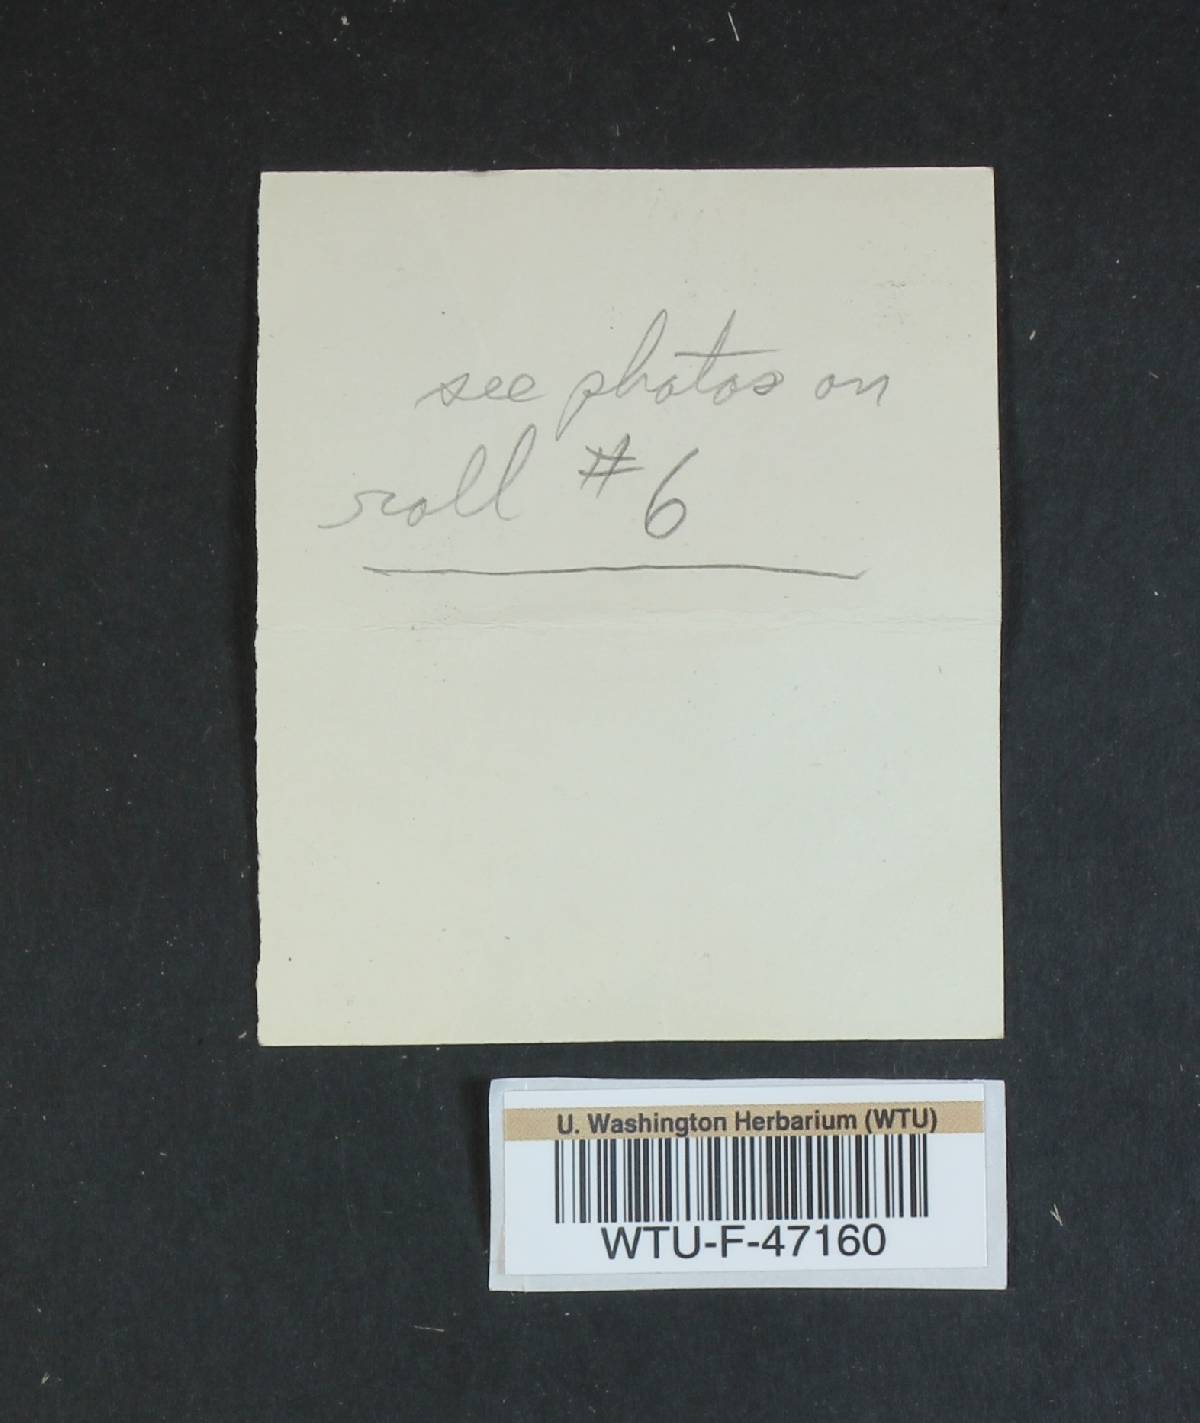 see photos on
roll #6
U. Washington Herbarium (WTU)
WTU-F-47160